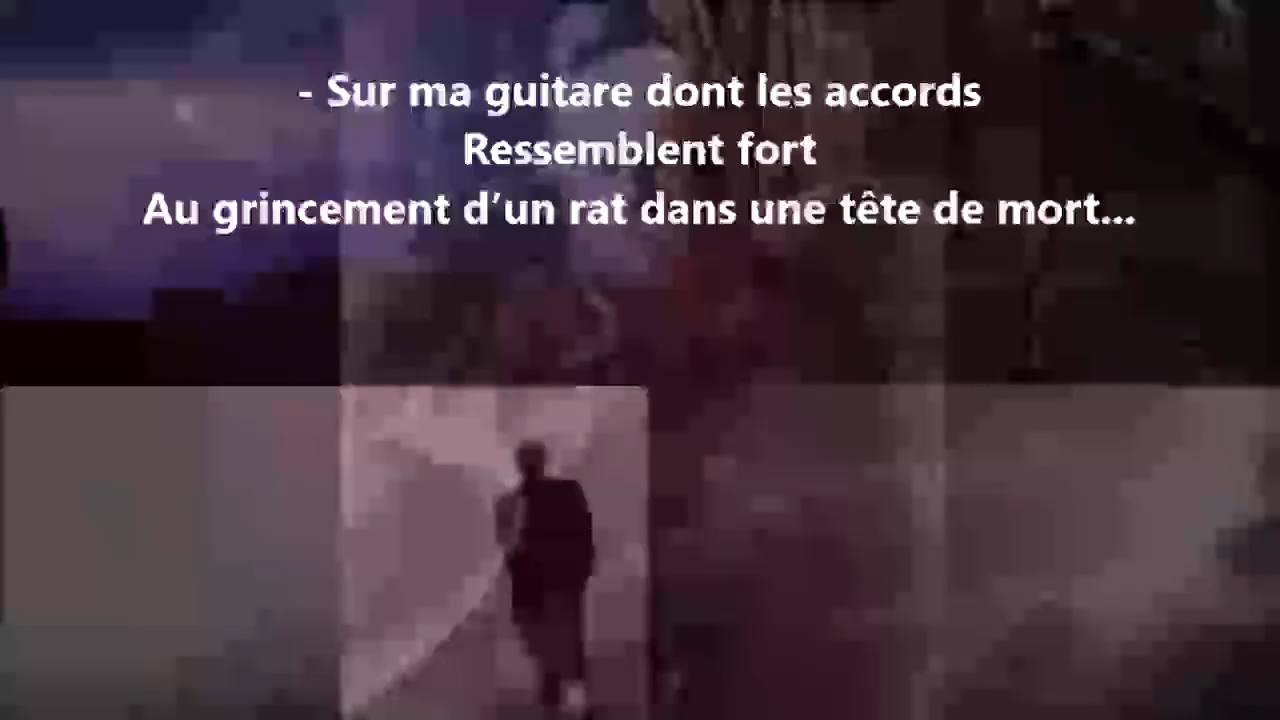 - Sur ma guitare dont les accords
Ressemblent fort
Au grincement d’un rat dans une tête de mort...